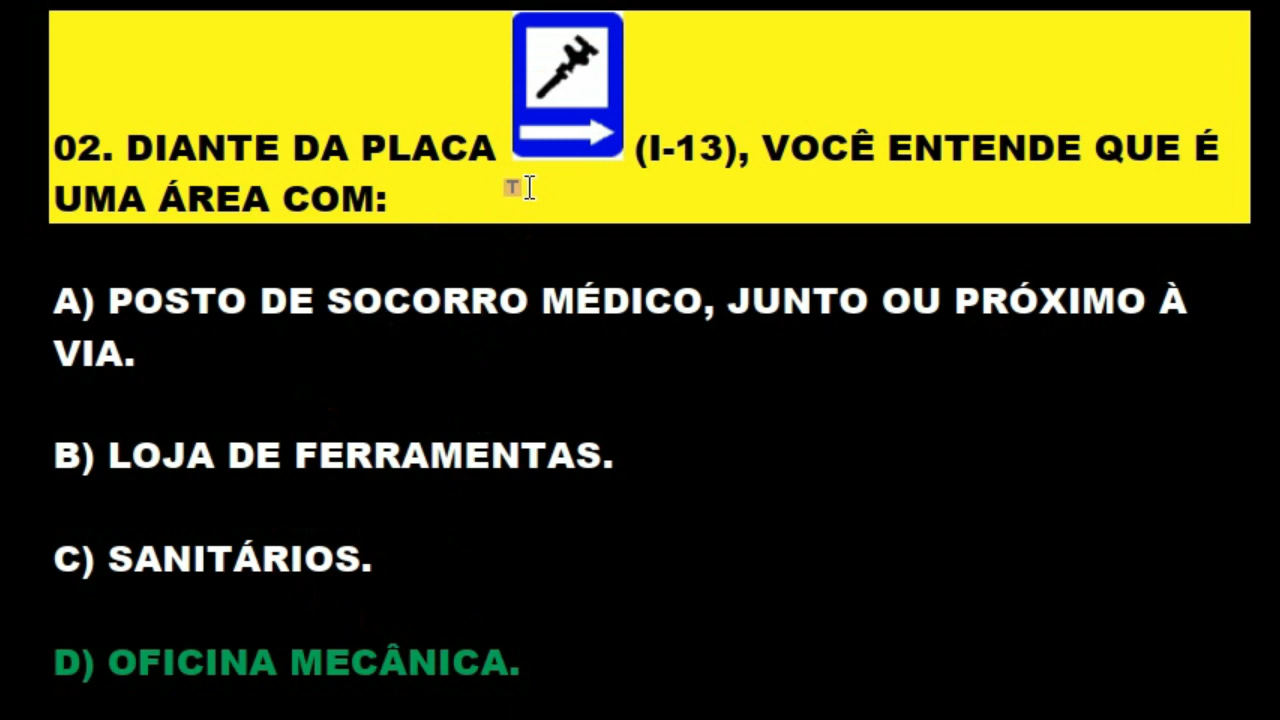 02. DIANTE DA PLACA (I-13), VOCÊ ENTENDE QUE É
UMA ÁREA COM:
T
A) POSTO DE SOCORRO MÉDICO, JUNTO OU PRÓXIMO À
VIA.
B) LOJA DE FERRAMENTAS.
C) SANITÁRIOS.
D) OFICINA MECÂNICA.